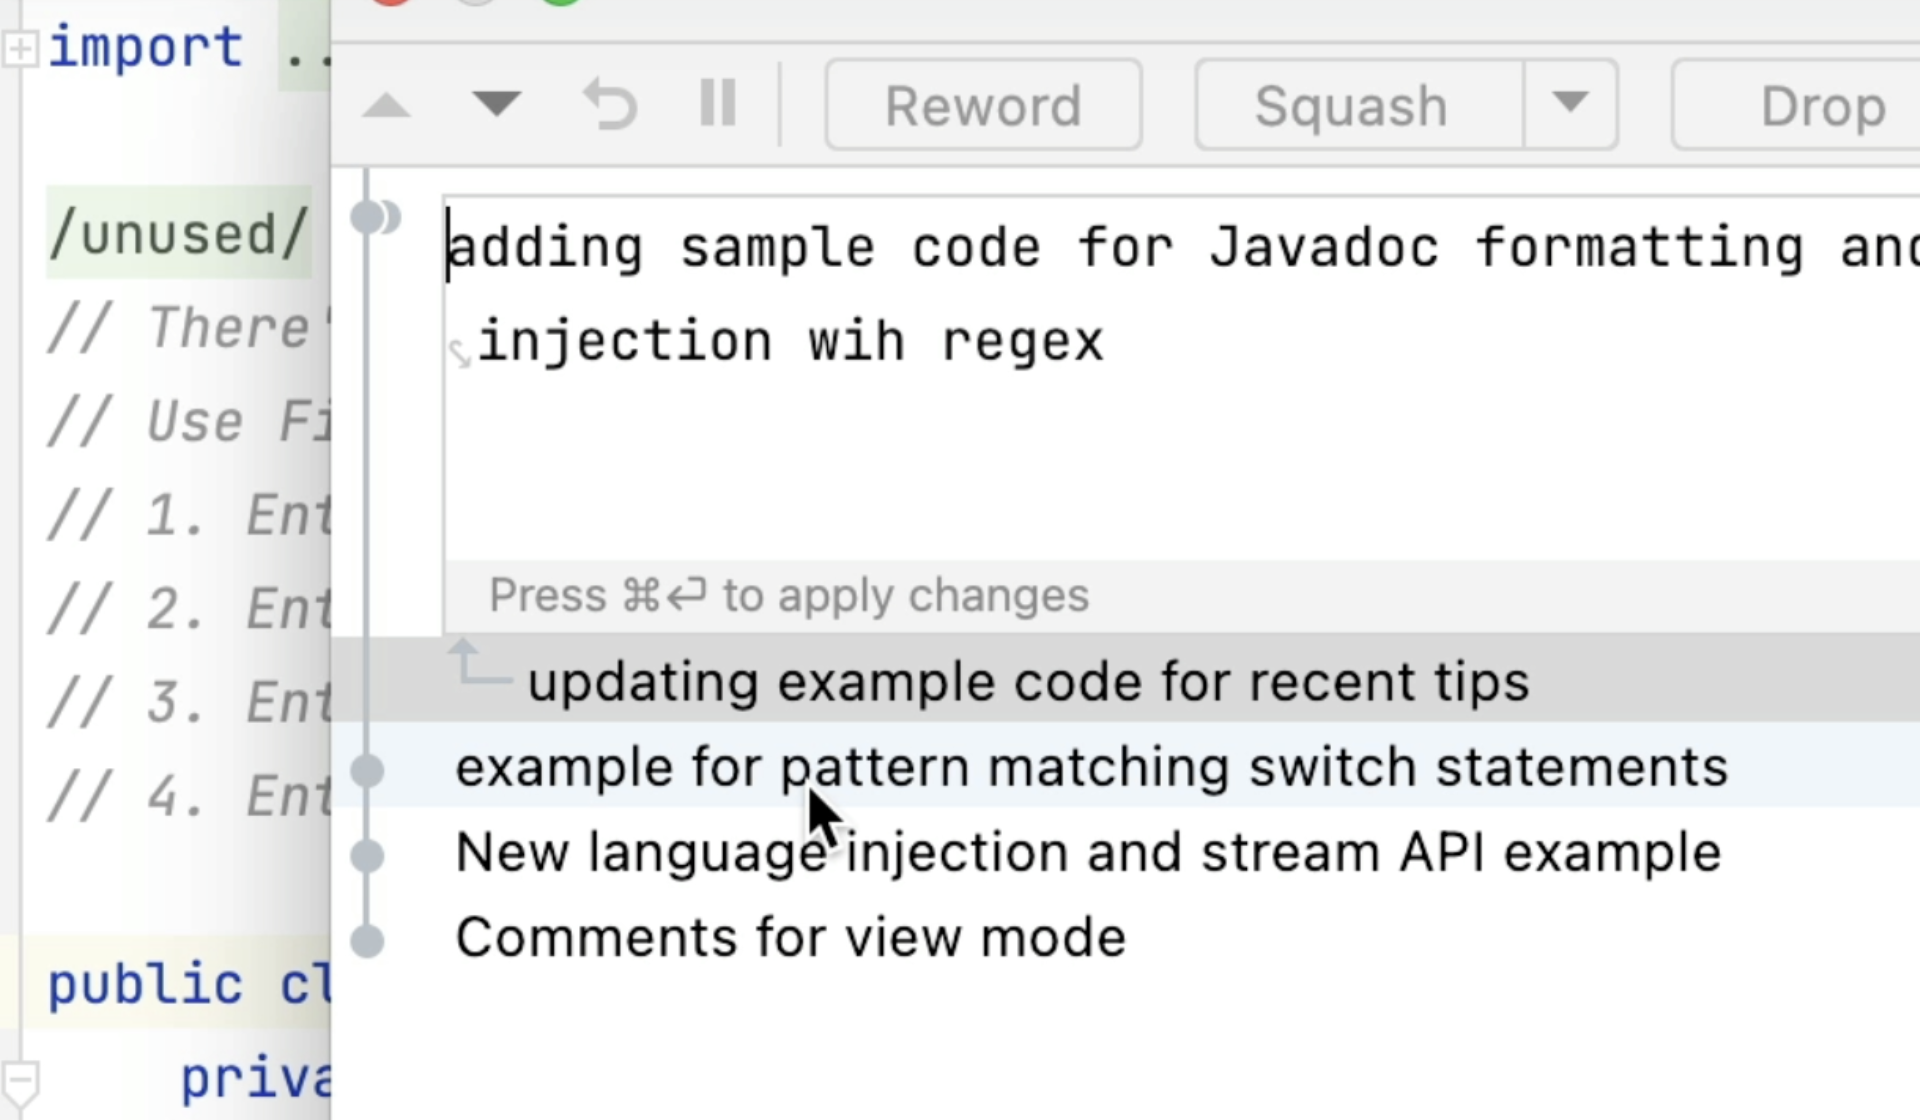 import ..
/unused/
// There'
// Use Fi
// 1. Ent
// 2. Ent
// 3. Ent
// 4. Ent
public cl
priva
Reword Squash Drop
adding sample code for Javadoc formatting and
injection wih regex
Press ⌘⏎ to apply changes
updating example code for recent tips
example for pattern matching switch statements
New language injection and stream API example
Comments for view mode